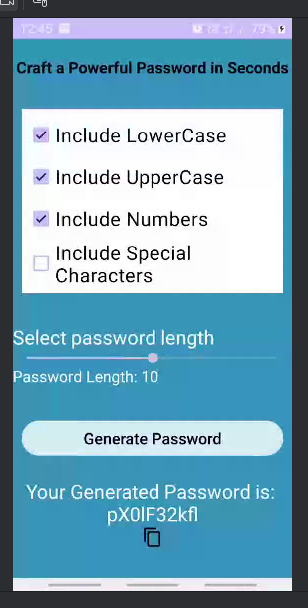 12:45 79%
Craft a Powerful Password in Seconds
Include LowerCase
Include UpperCase
Include Numbers
Include Special
Characters
Select password length
Password Length: 10
Generate Password
Your Generated Password is:
pX0lF32kfl